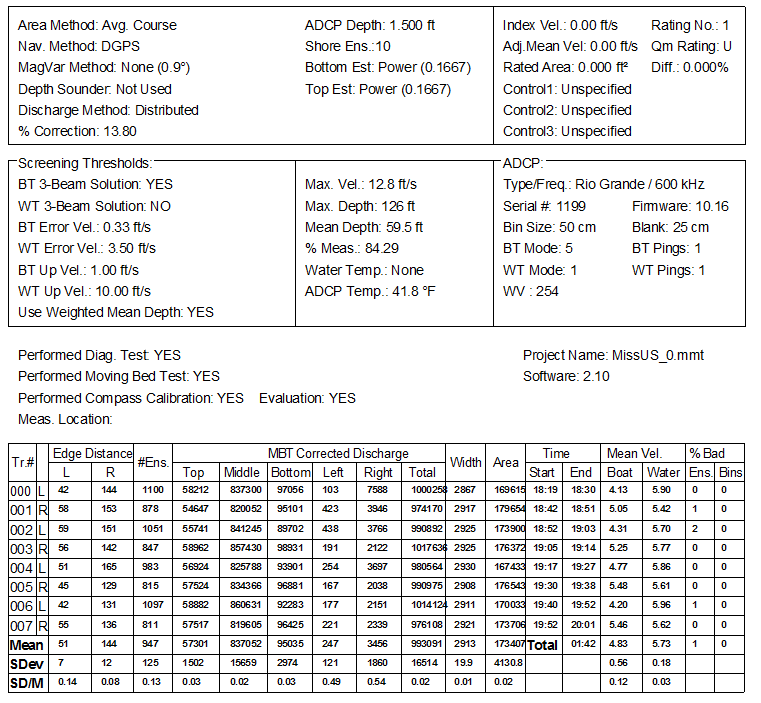 Area Method: Avg. Course ADCP Depth: 1.500 ft Index Vel.: 0.00 ft/s Rating No.: 1
Nav. Method: DGPS Shore Ens.:10 Adj.Mean Vel: 0.00 ft/s Qm Rating: U
MagVar Method: None (0.9°) Bottom Est: Power (0.1667) Rated Area: 0.000 ft² Diff.: 0.000%
Depth Sounder: Not Used Top Est: Power (0.1667) Control1: Unspecified
Discharge Method: Distributed Control2: Unspecified
% Correction: 13.80 Control3: Unspecified
Screening Thresholds: ADCP:
BT 3-Beam Solution: YES Max. Vel.: 12.8 ft/s Type/Freq.: Rio Grande / 600 kHz
WT 3-Beam Solution: NO Max. Depth: 126 ft Serial #: 1199 Firmware: 10.16
BT Error Vel.: 0.33 ft/s Mean Depth: 59.5 ft Bin Size: 50 cm Blank: 25 cm
WT Error Vel.: 3.50 ft/s % Meas.: 84.29 BT Mode: 5 BT Pings: 1
BT Up Vel.: 1.00 ft/s Water Temp.: None WT Mode: 1 WT Pings: 1
WT Up Vel.: 10.00 ft/s ADCP Temp.: 41.8 °F WV : 254
Use Weighted Mean Depth: YES
Performed Diag. Test: YES Project Name: MissUS_0.mmt
Performed Moving Bed Test: YES Software: 2.10
Performed Compass Calibration: YES Evaluation: YES
Meas. Location:
Tr.# Edge Distance #Ens. MBT Corrected Discharge Width Area Time Mean Vel. % Bad
L R Top Middle Bottom Left Right Total Start End Boat Water Ens. Bins
000 L 42 144 1100 58212 837300 97056 103 7588 1000258 2867 169615 18:19 18:30 4.13 5.90 0 0
001 R 58 153 878 54647 820052 95101 423 3946 974170 2917 179654 18:42 18:51 5.05 5.42 1 0
002 L 59 151 1051 55741 841245 89702 438 3766 990892 2925 173900 18:52 19:03 4.31 5.70 2 0
003 R 56 142 847 58962 857430 98931 191 2122 1017636 2925 176372 19:05 19:14 5.25 5.77 0 0
004 L 51 165 983 56924 825788 93901 254 3697 980564 2930 167433 19:17 19:27 4.77 5.86 0 0
005 R 45 129 815 57524 834366 96881 167 2038 990975 2908 176543 19:30 19:38 5.48 5.61 0 0
006 L 42 131 1097 58882 860631 92283 177 2151 1014124 2911 170033 19:40 19:52 4.20 5.96 1 0
007 R 55 136 811 57517 819605 96425 221 2339 976108 2921 173706 19:52 20:01 5.46 5.62 0 0
Mean 51 144 947 57301 837052 95035 247 3456 993091 2913 173407 Total 01:42 4.83 5.73 1 0
SDev 7 12 125 1502 15659 2974 121 1860 16514 19.9 4130.8 0.56 0.18
SD/M 0.14 0.08 0.13 0.03 0.02 0.03 0.49 0.54 0.02 0.01 0.02 0.12 0.03